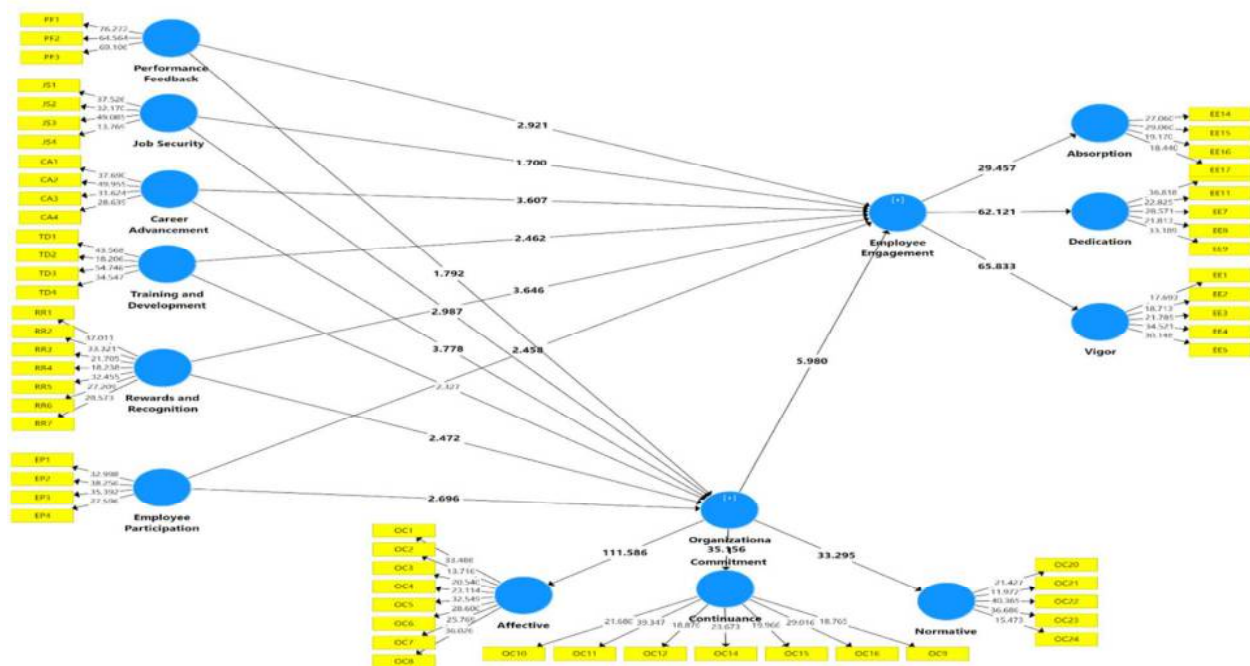 PF1
PF2
PF3
76.272
64.564
Performance
Feedback
JS1
JS2
JS3
JS4
37.526
32.170
49.085
13.769
Job Security
CA1
CA2
CA3
CA4
37.690
49.955
31.624
28.635
Career
Advancement
TD1
TD2
TD3
TD4
43.568
18.206
54.746
34.547
Training and
Development
RR1
RR2
RR3
RR4
RR5
RR6
RR7
37.011
33.321
21.705
18.238
32.455
27.209
28.573
Rewards and
Recognition
EP1
EP2
EP3
EP4
32.998
38.256
35.392
27.596
Employee
Participation
2.921
1.700
3.607
2.462
3.646
2.458
1.792
2.987
3.778
2.327
2.472
2.696
5.980
[+]
Employee
Engagement
29.457
62.121
65.833
Absorption
27.060
29.060
19.170
18.440
EE14
EE15
EE16
EE17
Dedication
36.818
22.825
28.571
21.813
33.189
EE11
EE7
EE8
EE9
Vigor
17.697
18.713
21.785
34.521
EE1
EE2
EE3
EE4
EE5
[+]
Organizationa
35.156
Commitment
111.586
33.295
OC1
OC2
OC3
OC4
OC5
OC6
OC7
OC8
33.486
13.716
20.540
23.114
32.549
28.600
25.769
36.026
Affective
Continuance
21.680
39.347
18.876
23.673
19.966
29.016
18.765
OC10
OC11
OC12
OC14
OC15
OC16
OC9
Normative
21.427
11.972
40.365
36.686
15.473
OC20
OC21
OC22
OC23
OC24